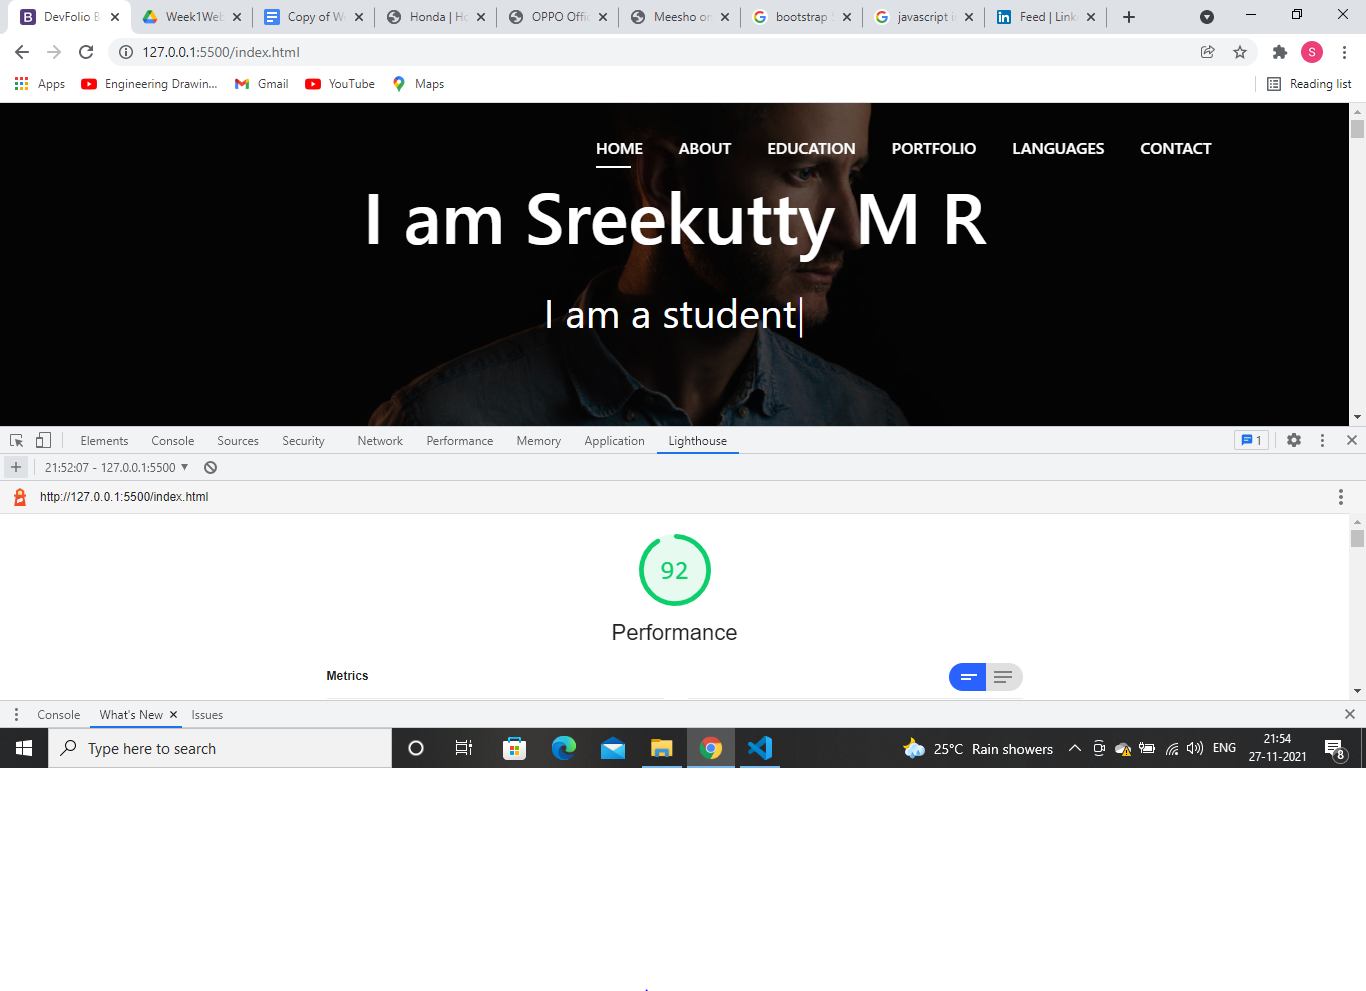 DevFolio B
Week1Web
Copy of W
Honda | Ho
OPPO Offi
Meesho on
bootstrap
javascript i
Feed | Link
127.0.0.1:5500/index.html
S
Apps
Engineering Drawin...
Gmail
YouTube
Maps
Reading list
HOME ABOUT EDUCATION PORTFOLIO LANGUAGES CONTACT
I am Sreekutty M R
I am a student|
Elements Console Sources Security Network Performance Memory Application Lighthouse
1
21:52:07 - 127.0.0.1:5500
http://127.0.0.1:5500/index.html
92
Performance
Metrics
Console What's New Issues
Type here to search
25°C Rain showers
ENG
21:54
27-11-2021
8